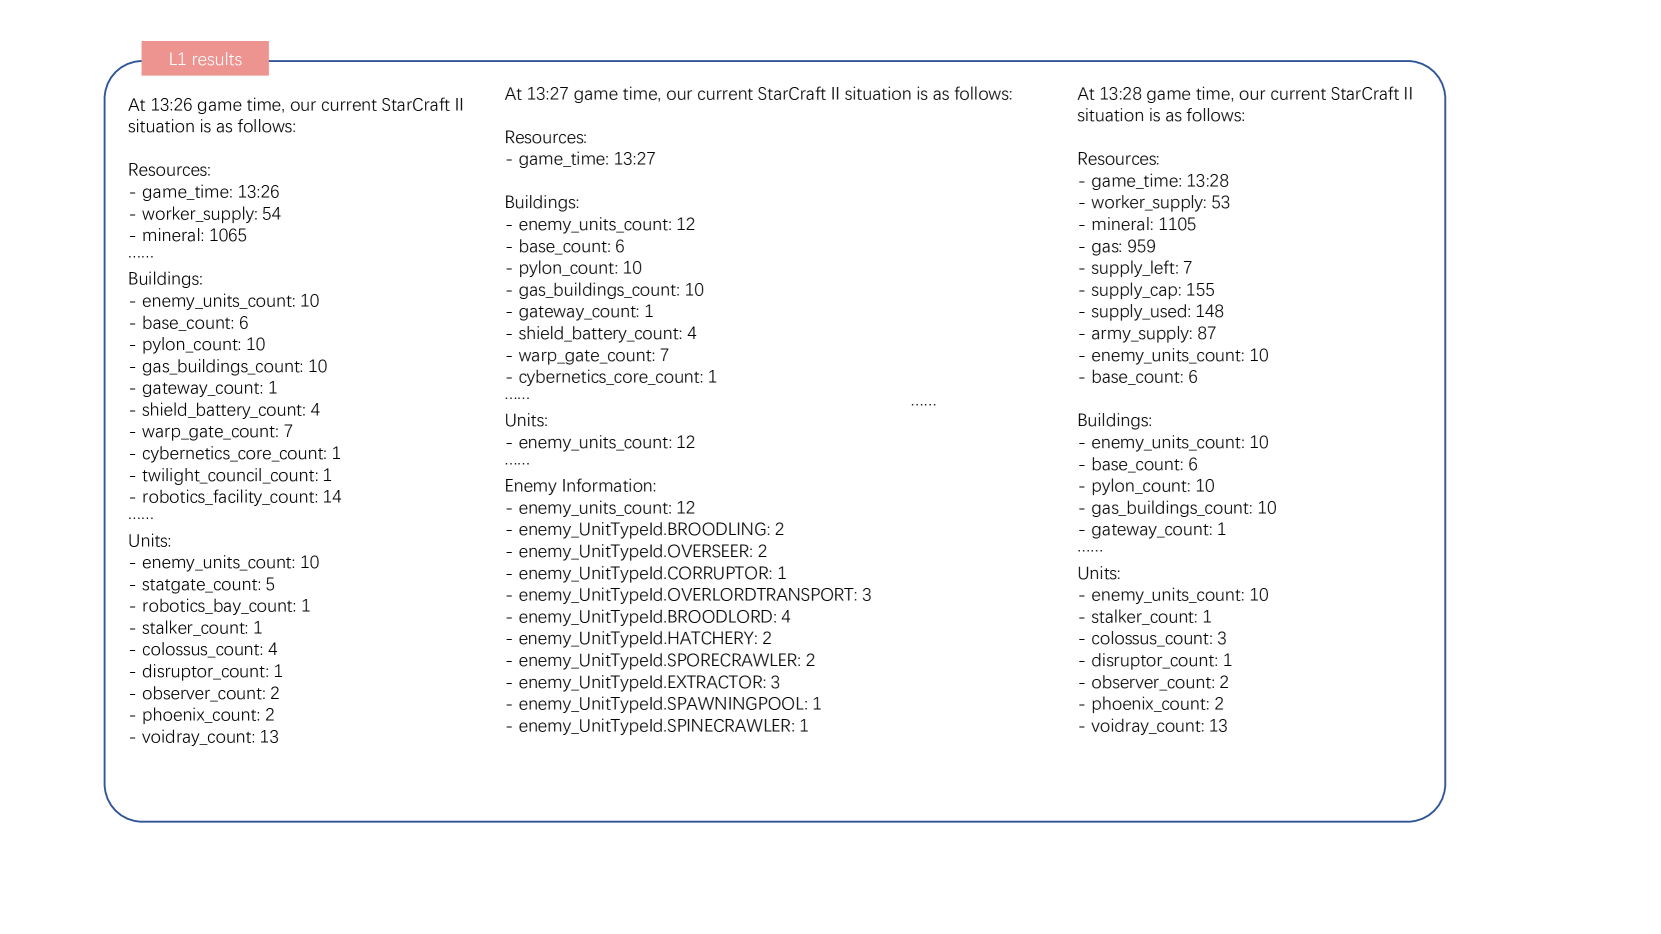 L1 results
At 13:26 game time, our current StarCraft II
situation is as follows:
Resources:
- game_time: 13:26
- worker_supply: 54
- mineral: 1065
......
Buildings:
- enemy_units_count: 10
- base_count: 6
- pylon_count: 10
- gas_buildings_count: 10
- gateway_count: 1
- shield_battery_count: 4
- warp_gate_count: 7
- cybernetics_core_count: 1
- twilight_council_count: 1
- robotics_facility_count: 14
......
Units:
- enemy_units_count: 10
- statgate_count: 5
- robotics_bay_count: 1
- stalker_count: 1
- colossus_count: 4
- disruptor_count: 1
- observer_count: 2
- phoenix_count: 2
- voidray_count: 13
At 13:27 game time, our current StarCraft II situation is as follows:
Resources:
- game_time: 13:27
Buildings:
- enemy_units_count: 12
- base_count: 6
- pylon_count: 10
- gas_buildings_count: 10
- gateway_count: 1
- shield_battery_count: 4
- warp_gate_count: 7
- cybernetics_core_count: 1
......
Units:
- enemy_units_count: 12
......
Enemy Information:
- enemy_units_count: 12
- enemy_UnitTypeId.BROODLING: 2
- enemy_UnitTypeId.OVERSEER: 2
- enemy_UnitTypeId.CORRUPTOR: 1
- enemy_UnitTypeId.OVERLORDTRANSPORT: 3
- enemy_UnitTypeId.BROODLORD: 4
- enemy_UnitTypeId.HATCHERY: 2
- enemy_UnitTypeId.SPORECRAWLER: 2
- enemy_UnitTypeId.EXTRACTOR: 3
- enemy_UnitTypeId.SPAWNINGPOOL: 1
- enemy_UnitTypeId.SPINECRAWLER: 1
......
At 13:28 game time, our current StarCraft II
situation is as follows:
Resources:
- game_time: 13:28
- worker_supply: 53
- mineral: 1105
- gas: 959
- supply_left: 7
- supply_cap: 155
- supply_used: 148
- army_supply: 87
- enemy_units_count: 10
- base_count: 6
Buildings:
- enemy_units_count: 10
- base_count: 6
- pylon_count: 10
- gas_buildings_count: 10
- gateway_count: 1
......
Units:
- enemy_units_count: 10
- stalker_count: 1
- colossus_count: 3
- disruptor_count: 1
- observer_count: 2
- phoenix_count: 2
- voidray_count: 13